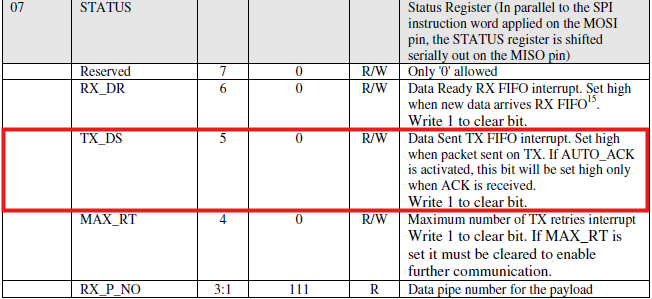 07 STATUS Status Register (In parallel to the SPI
instruction word applied on the MOSI
pin, the STATUS register is shifted
serially out on the MISO pin)
Reserved 7 0 R/W Only '0' allowed
RX_DR 6 0 R/W Data Ready RX FIFO interrupt. Set high
when new data arrives RX FIFO15.
Write 1 to clear bit.
TX_DS 5 0 R/W Data Sent TX FIFO interrupt. Set high
when packet sent on TX. If AUTO_ACK
is activated, this bit will be set high only
when ACK is received.
Write 1 to clear bit.
MAX_RT 4 0 R/W Maximum number of TX retries interrupt
Write 1 to clear bit. If MAX_RT is
set it must be cleared to enable
further communication.
RX_P_NO 3:1 111 R Data pipe number for the payload